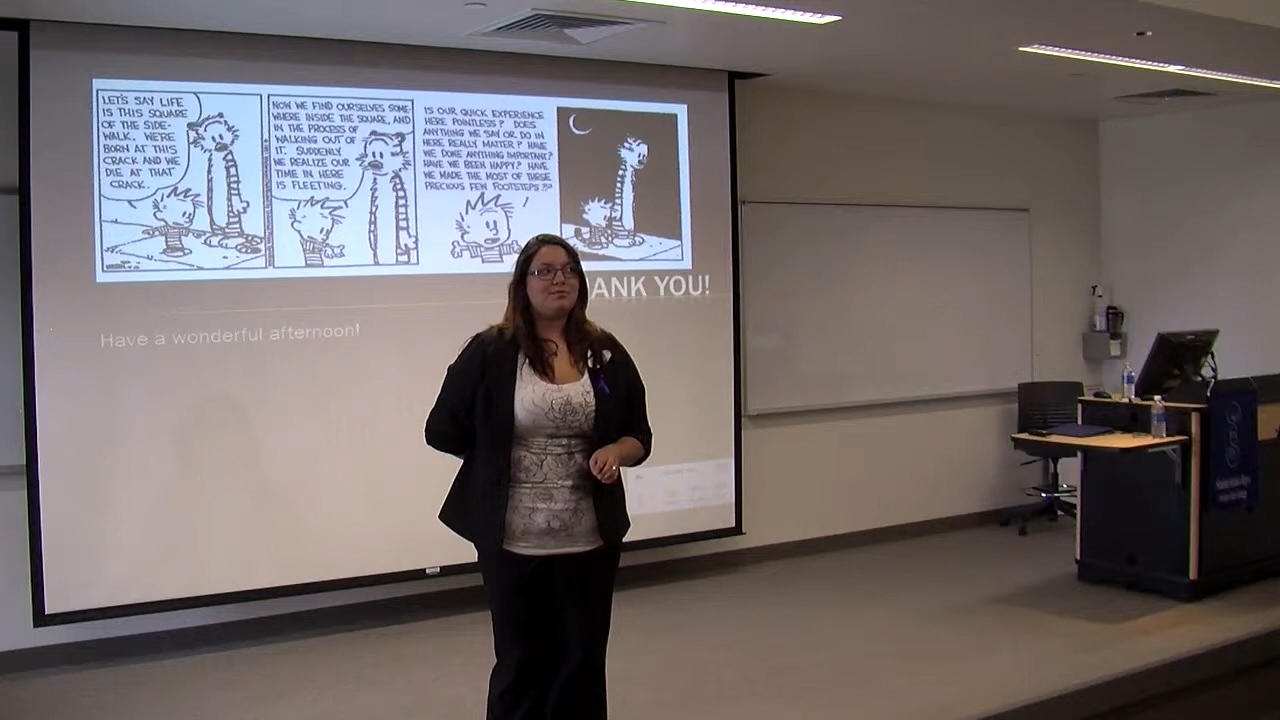 LET'S SAY LIFE
IS THIS SQUARE
OF THE SIDE-
WALK. WE'RE
BORN AT THIS
CRACK AND WE
DIE AT THAT
CRACK.
NOW WE FIND OURSELVES SOME-
WHERE INSIDE THE SQUARE, AND
IN THE PROCESS OF
WALKING OUT OF
IT. SUDDENLY
WE REALIZE OUR
TIME IN HERE
IS FLEETING.
IS OUR QUICK EXPERIENCE
HERE POINTLESS? DOES
ANYTHING WE SAY OR DO IN
HERE REALLY MATTER? HAVE
WE DONE ANYTHING IMPORTANT?
HAVE WE BEEN HAPPY? HAVE
WE MADE THE MOST OF THESE
PRECIOUS FEW FOOTSTEPS??
ANK YOU!
Have a wonderful afternoon!